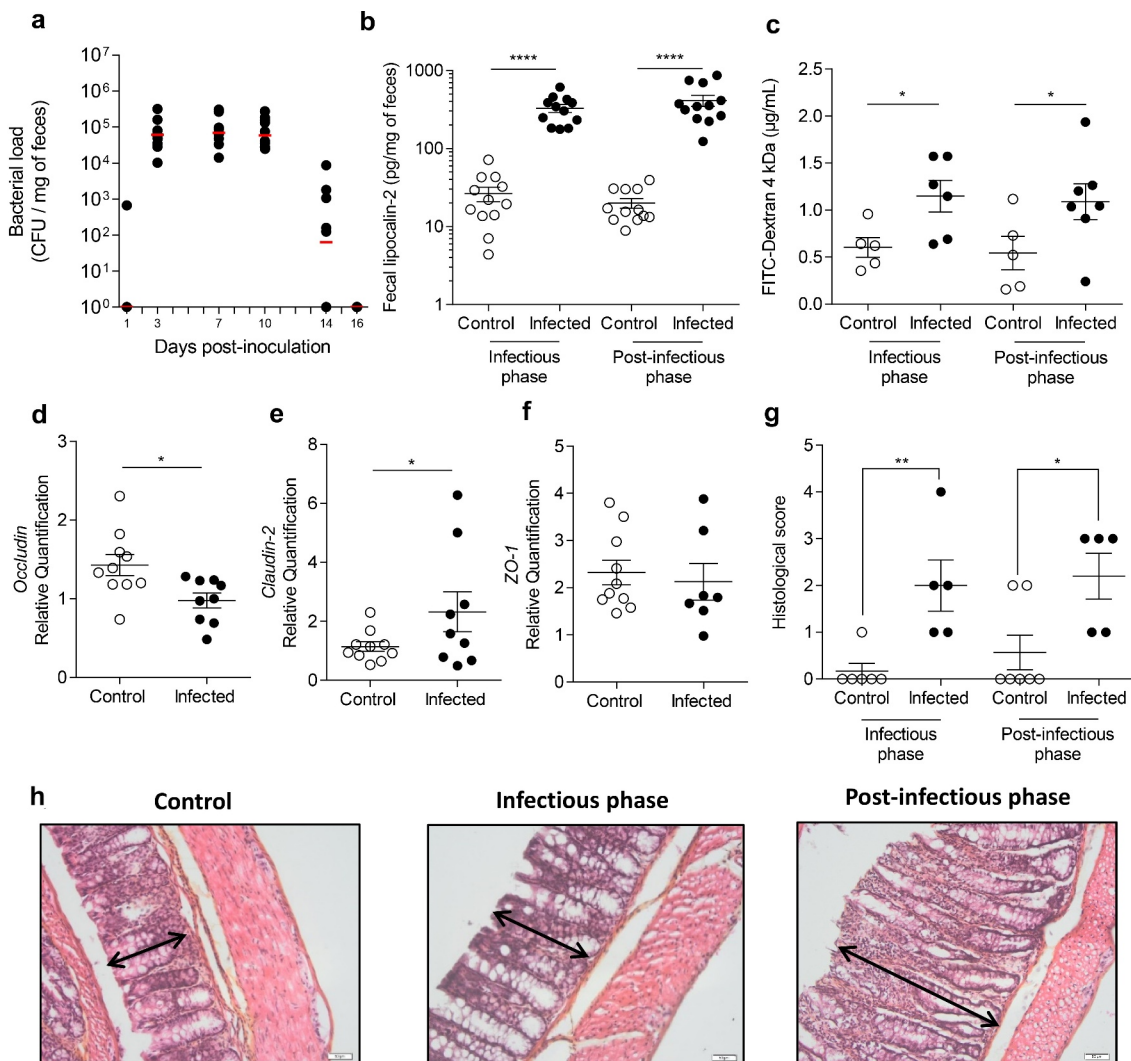 a
10⁷
10⁶
10⁵
10⁴
10³
10²
10¹
10⁰
1
3
7
10
14
16
Days post-inoculation
Bacterial load
(CFU / mg of feces)
b
****
****
1000
100
10
1
Fecal lipocalin-2 (pg/mg of feces)
Control
Infected
Control
Infected
Infectious
phase
Post-infectious
phase
c
*
*
2.5
2.0
1.5
1.0
0.5
0.0
FITC-Dextran 4 kDa (µg/mL)
Control
Infected
Control
Infected
Infectious
phase
Post-infectious
phase
d
*
3
2
1
0
Occludin
Relative Quantification
Control
Infected
e
*
8
6
4
2
0
Claudin-2
Relative Quantification
Control
Infected
f
5
4
3
2
1
0
ZO-1
Relative Quantification
Control
Infected
g
**
*
5
4
3
2
1
0
Histological score
Control
Infected
Control
Infected
Infectious
phase
Post-infectious
phase
h
Control
Infectious phase
Post-infectious phase